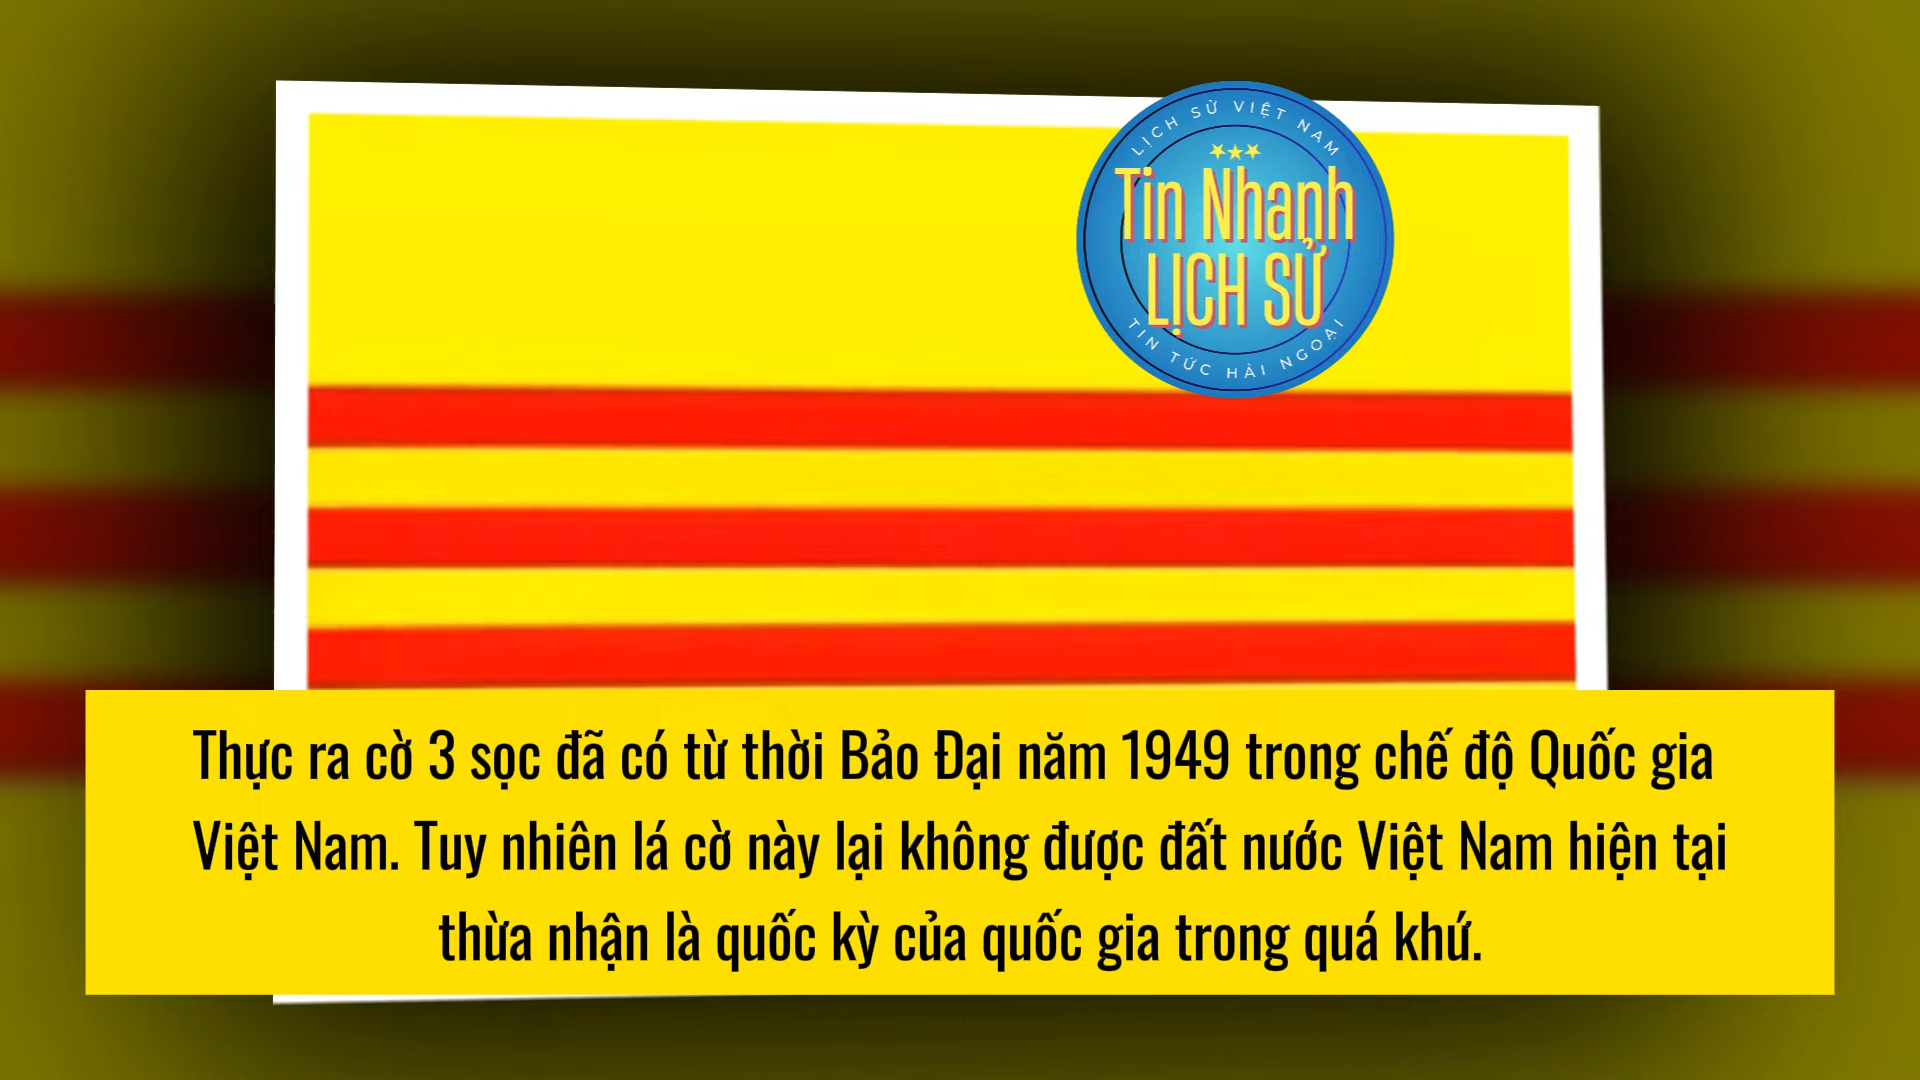 LỊCH SỬ VIỆT NAM
Tin Nhanh
LỊCH SỬ
TIN TỨC HẢI NGOẠI
Thực ra cờ 3 sọc đã có từ thời Bảo Đại năm 1949 trong chế độ Quốc gia
Việt Nam. Tuy nhiên lá cờ này lại không được đất nước Việt Nam hiện tại
thừa nhận là quốc kỳ của quốc gia trong quá khứ.